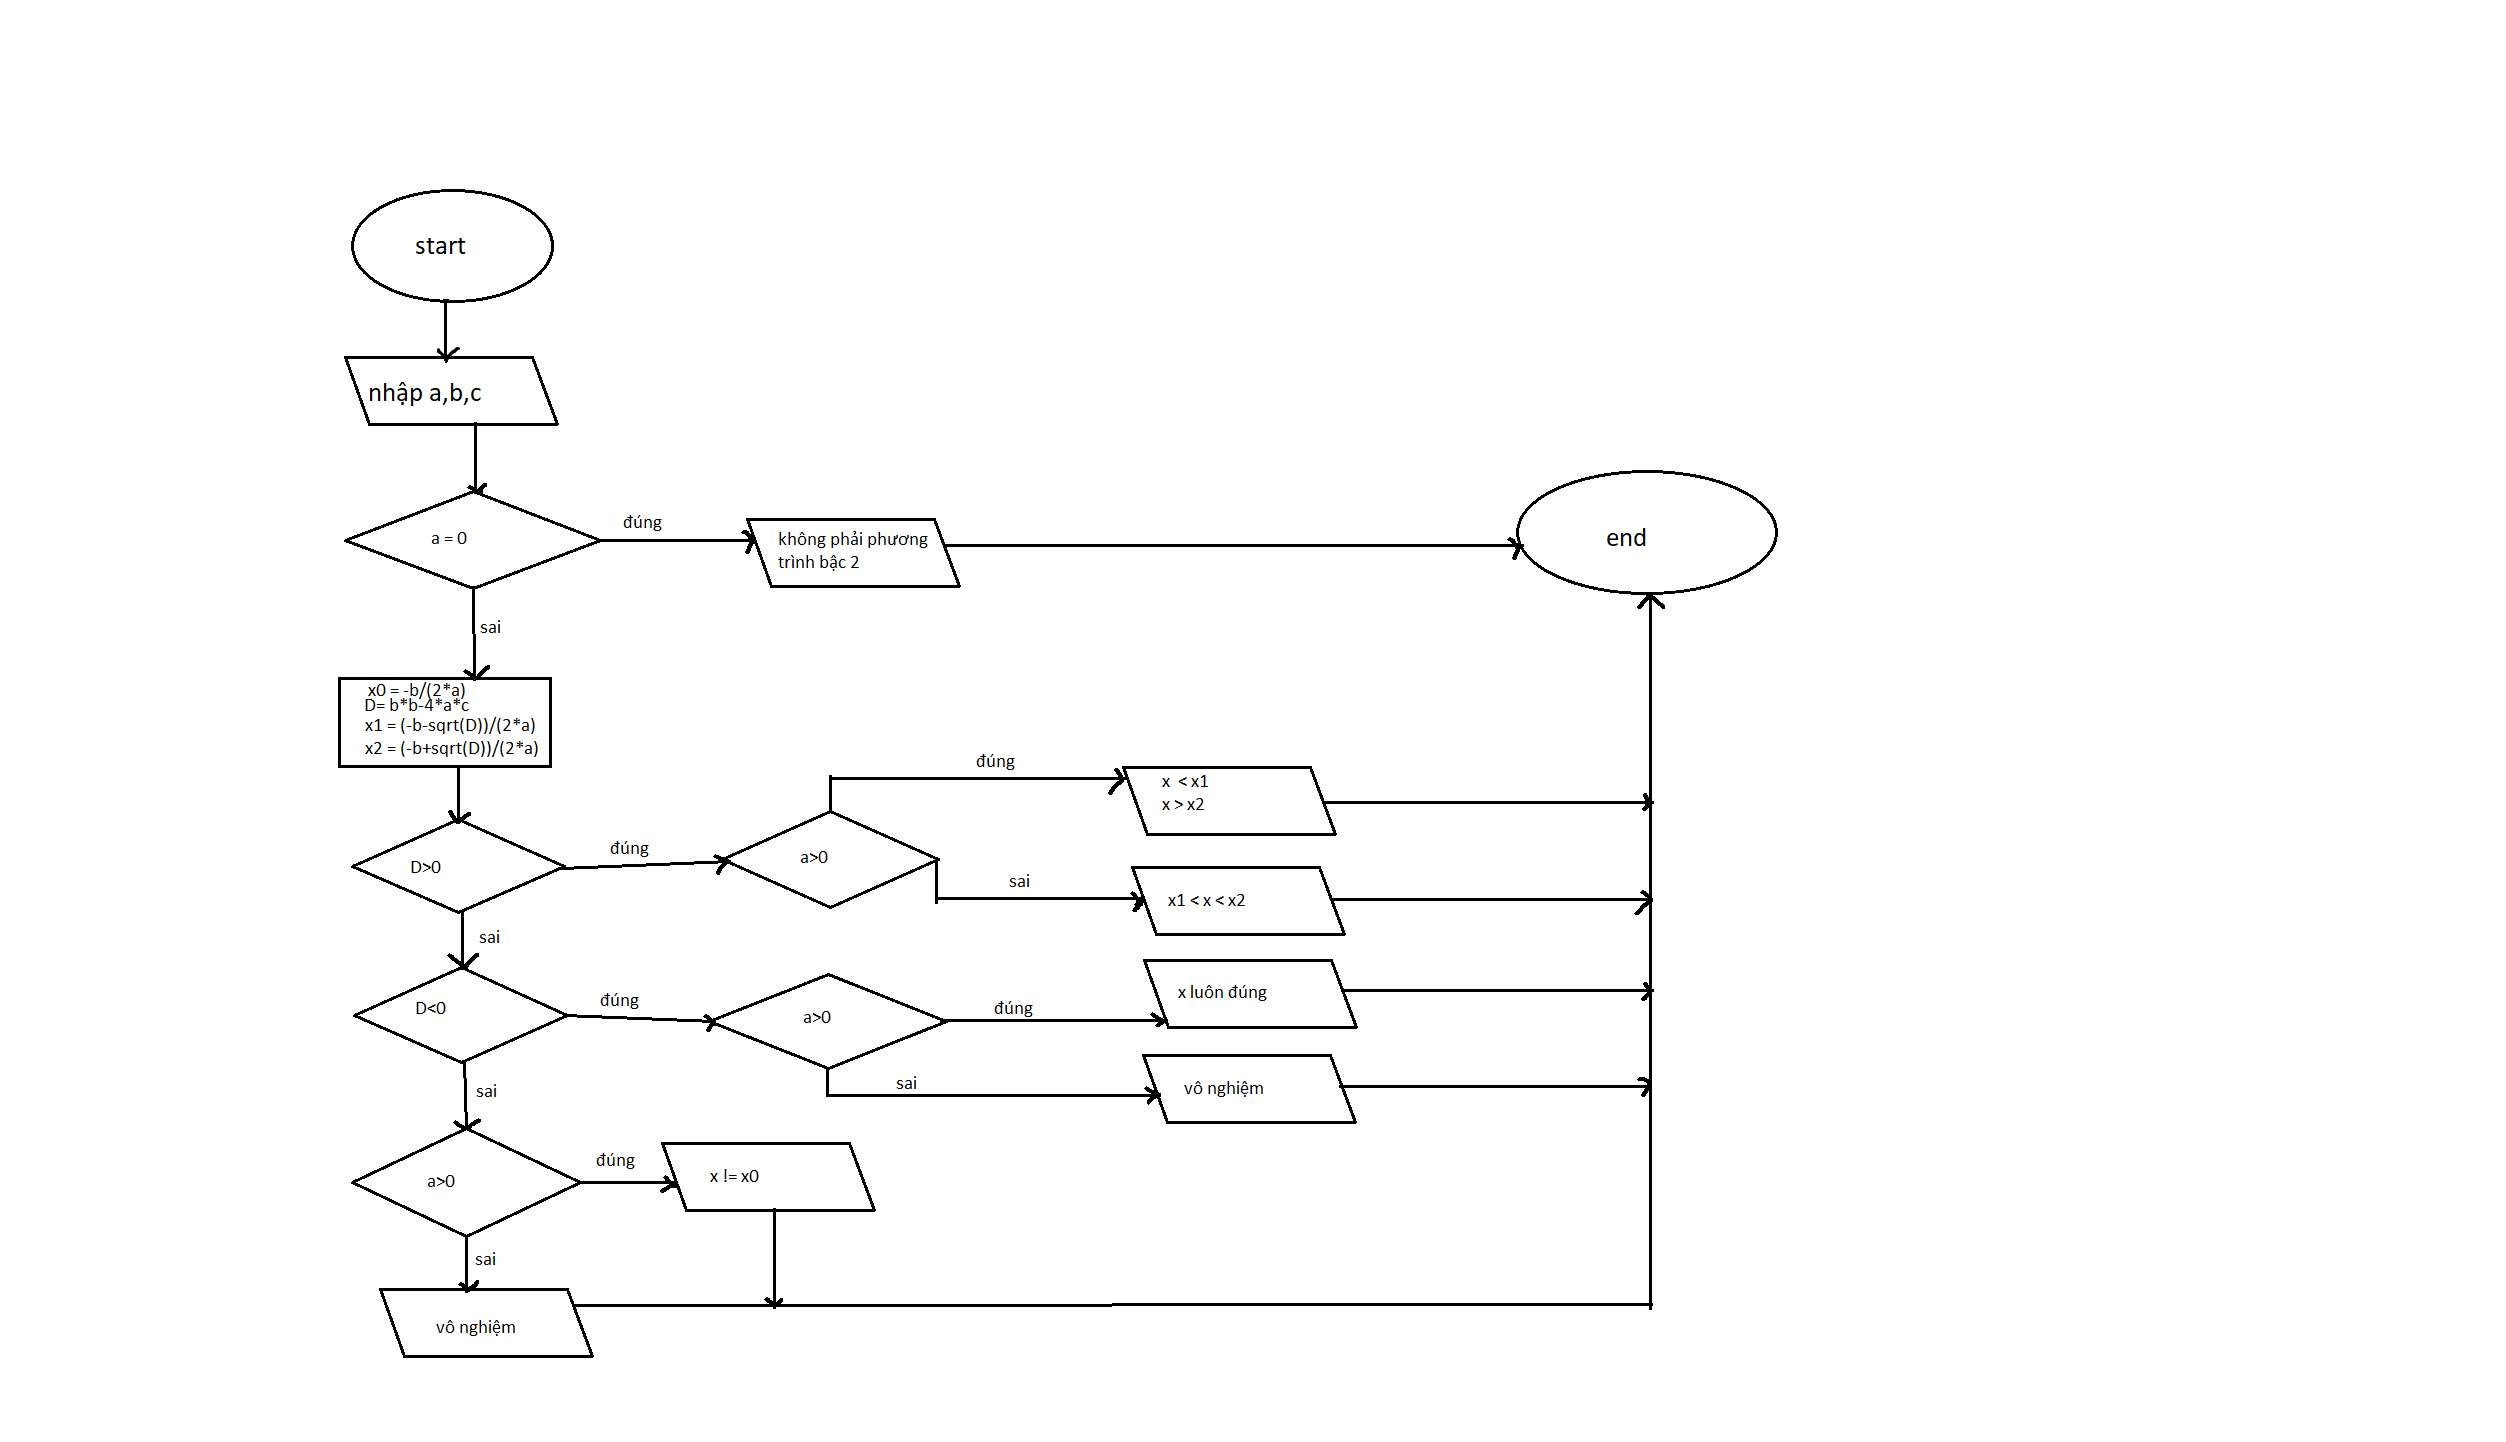 start
nhập a,b,c
a = 0
đúng
không phải phương
trình bậc 2
end
sai
x0 = -b/(2*a)
D= b*b-4*a*c
x1 = (-b-sqrt(D))/(2*a)
x2 = (-b+sqrt(D))/(2*a)
D>0
đúng
a>0
đúng
x  < x1
x > x2
sai
x1 < x < x2
sai
D<0
đúng
a>0
đúng
x luôn đúng
sai
vô nghiệm
sai
a>0
đúng
x != x0
sai
vô nghiệm